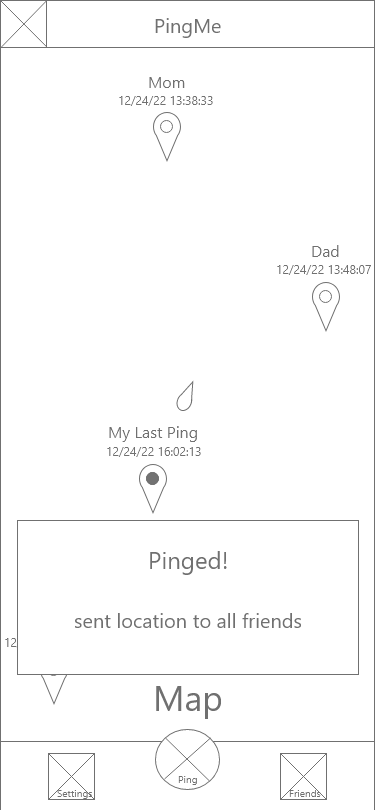 PingMe
Mom
12/24/22 13:38:33
Dad
12/24/22 13:48:07
My Last Ping
12/24/22 16:02:13
Pinged!
sent location to all friends
12
Map
Settings
Ping
Friends